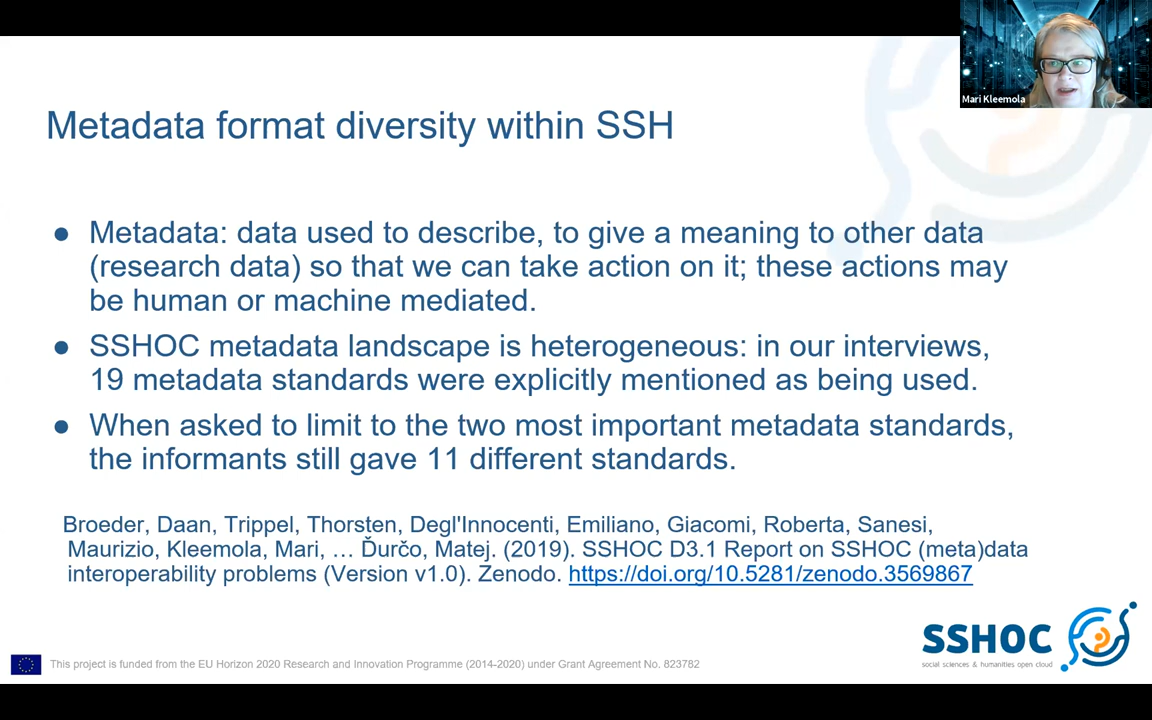 Mari Kleemola
Metadata format diversity within SSH
● Metadata: data used to describe, to give a meaning to other data
(research data) so that we can take action on it; these actions may
be human or machine mediated.
● SSHOC metadata landscape is heterogeneous: in our interviews,
19 metadata standards were explicitly mentioned as being used.
● When asked to limit to the two most important metadata standards,
the informants still gave 11 different standards.
Broeder, Daan, Trippel, Thorsten, Degl'Innocenti, Emiliano, Giacomi, Roberta, Sanesi,
Maurizio, Kleemola, Mari, … Ďurčo, Matej. (2019). SSHOC D3.1 Report on SSHOC (meta)data
interoperability problems (Version v1.0). Zenodo. https://doi.org/10.5281/zenodo.3569867
SSHOC
social sciences & humanities open cloud
This project is funded from the EU Horizon 2020 Research and Innovation Programme (2014-2020) under Grant Agreement No. 823782